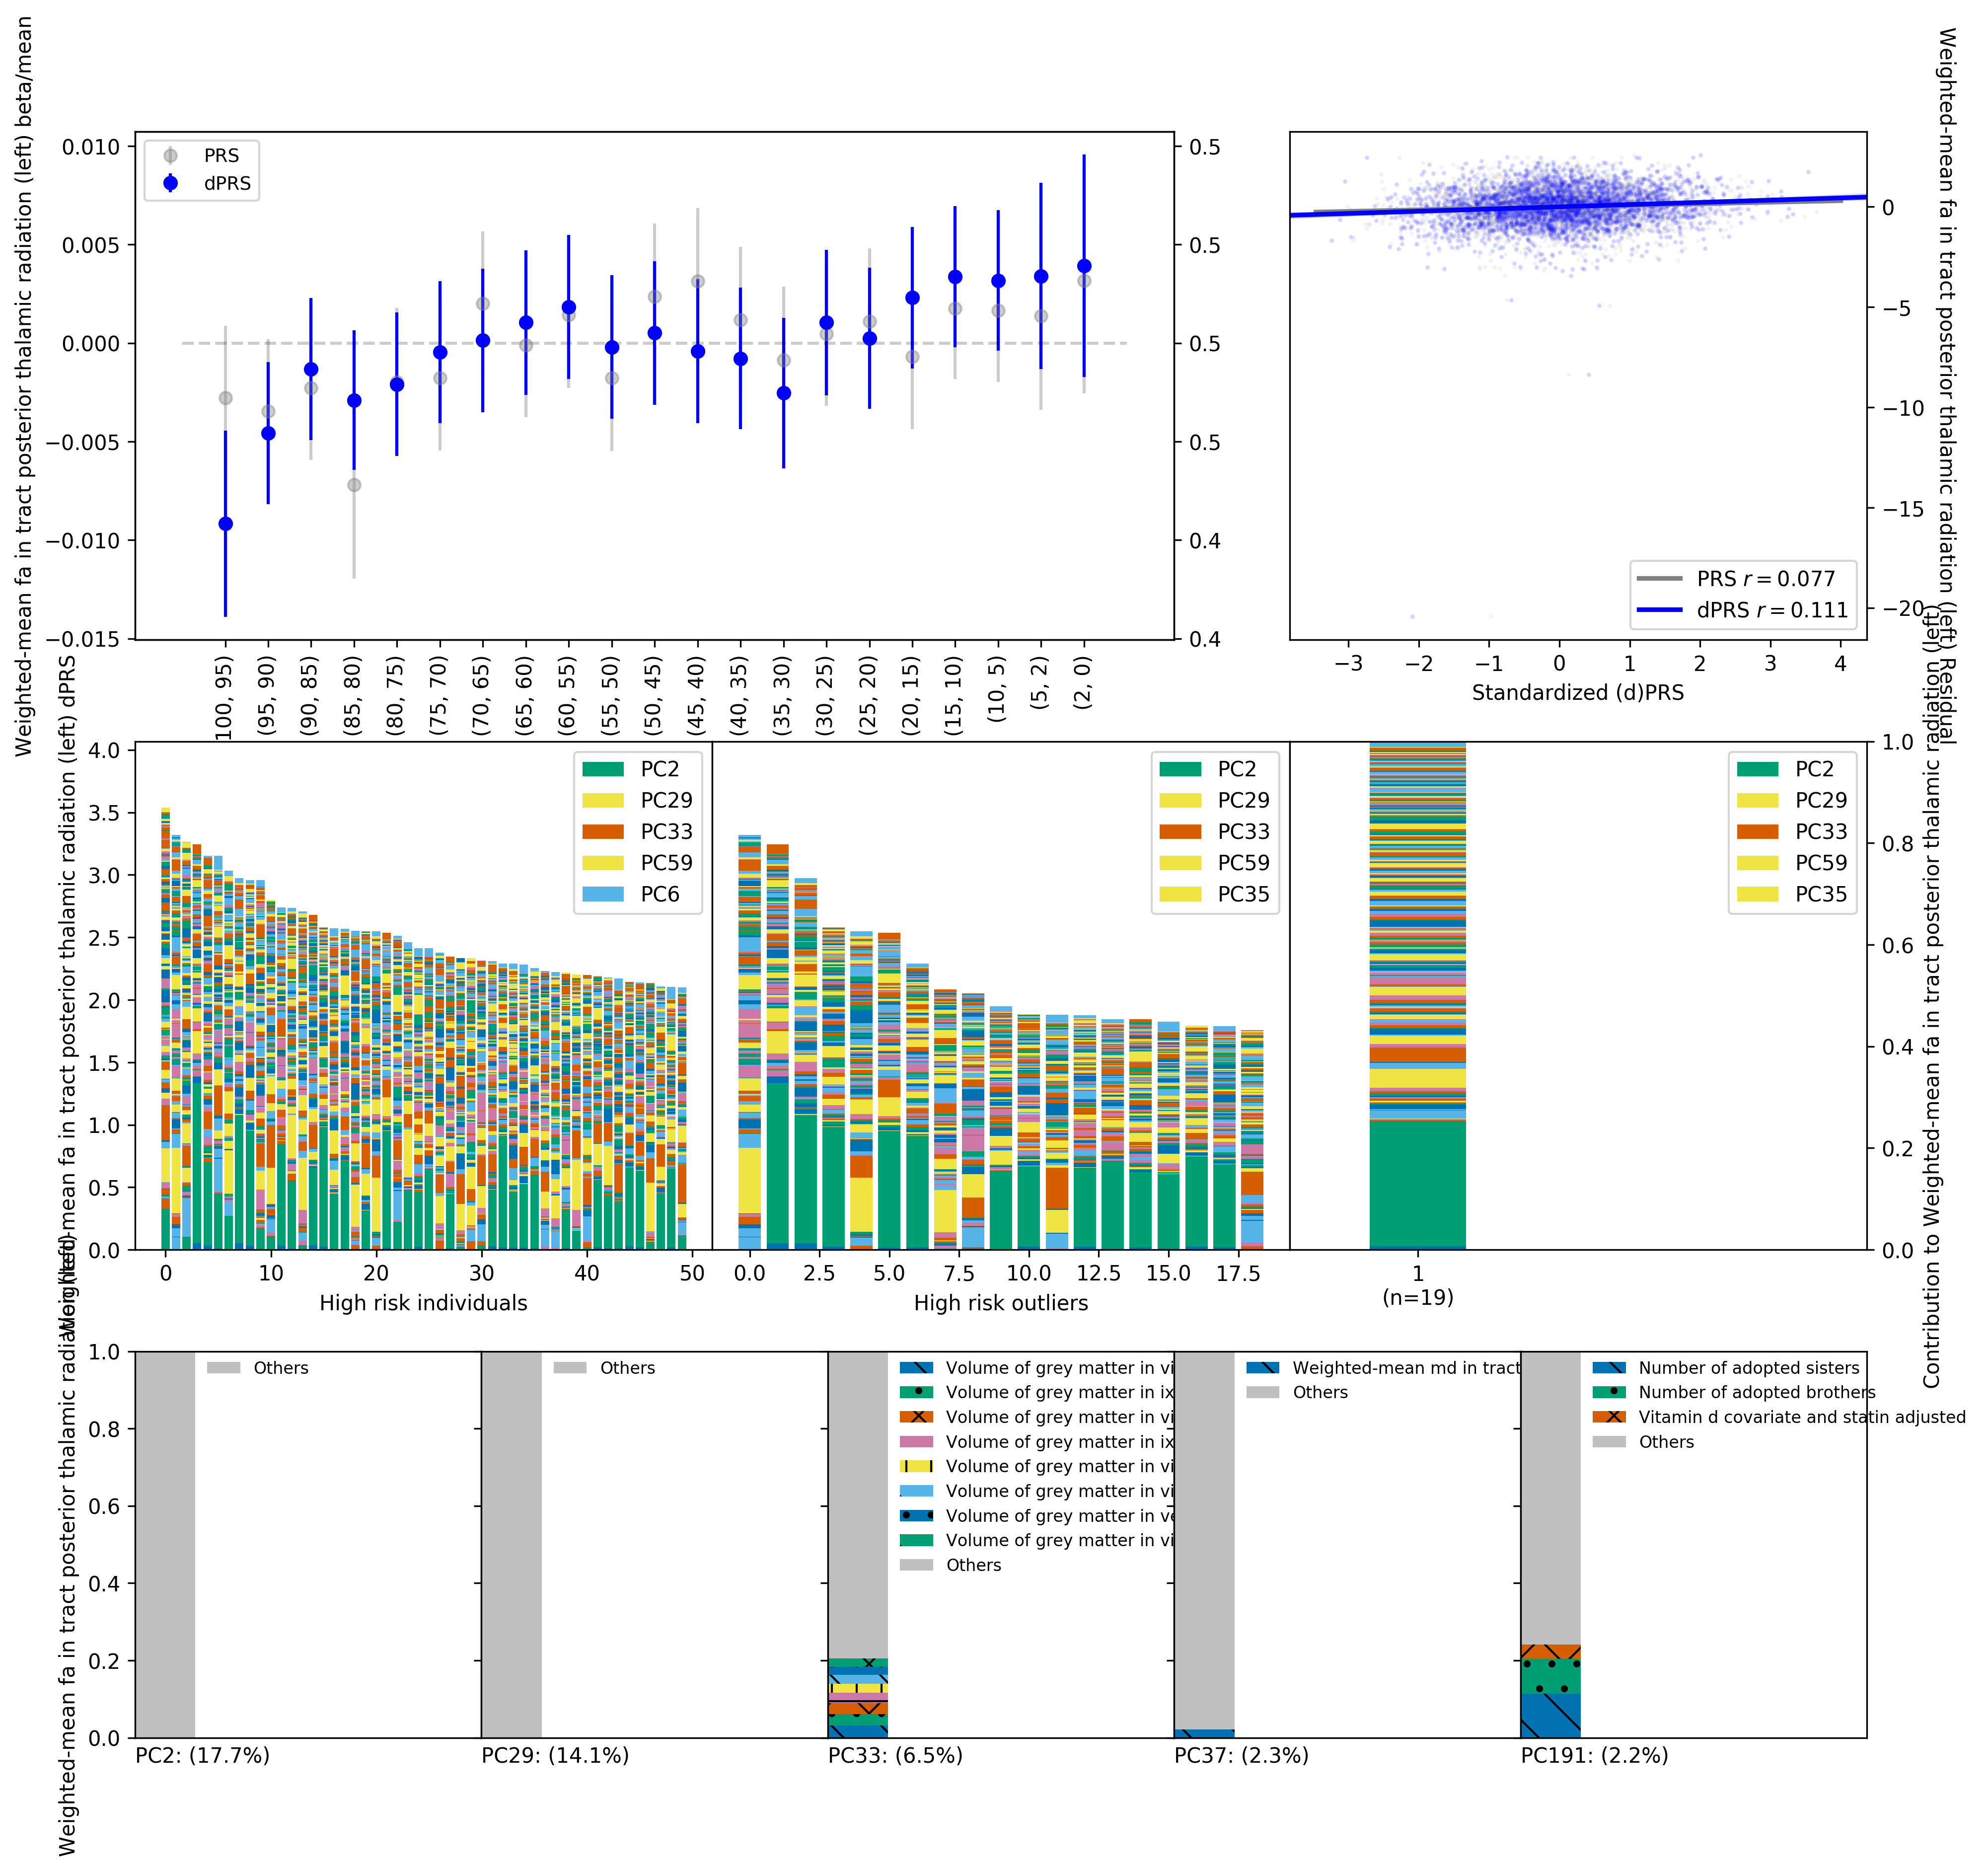 Weighted-mean fa in tract posterior thalamic radiation (left) beta/mean
0.010
0.005
0.000
−0.005
−0.010
−0.015
PRS
dPRS
0.5
0.5
0.5
0.5
0.4
0.4
100, 95)
(95, 90)
(90, 85)
(85, 80)
(80, 75)
(75, 70)
(70, 65)
(65, 60)
(60, 55)
(55, 50)
(50, 45)
(45, 40)
(40, 35)
(35, 30)
(30, 25)
(25, 20)
(20, 15)
(15, 10)
(10, 5)
(5, 2)
(2, 0)
PRS r = 0.077
dPRS r = 0.111
0
−5
−10
−15
−20
−3
−2
−1
0
1
2
3
4
Standardized (d)PRS
Weighted-mean fa in tract posterior thalamic radiation (left) Residual
Weighted-mean fa in tract posterior thalamic radiation (left) dPRS
4.0
3.5
3.0
2.5
2.0
1.5
1.0
0.5
0.0
PC2
PC29
PC33
PC59
PC6
0
10
20
30
40
50
High risk individuals
PC2
PC29
PC33
PC59
PC35
0.0
2.5
5.0
7.5
10.0
12.5
15.0
17.5
High risk outliers
PC2
PC29
PC33
PC59
PC35
1
(n=19)
1.0
0.8
0.6
0.4
0.2
0.0
Contribution to Weighted-mean fa in tract posterior thalamic radiation (left)
Weighted-mean fa in tract posterior thalamic radiation (left)
1.0
0.8
0.6
0.4
0.2
0.0
Others
PC2: (17.7%)
Others
PC29: (14.1%)
Volume of grey matter in vi
Volume of grey matter in ix
Volume of grey matter in vi
Volume of grey matter in ix
Volume of grey matter in vi
Volume of grey matter in vi
Volume of grey matter in ve
Volume of grey matter in vi
Others
PC33: (6.5%)
Weighted-mean md in tract
Others
PC37: (2.3%)
Number of adopted sisters
Number of adopted brothers
Vitamin d covariate and statin adjusted
Others
PC191: (2.2%)